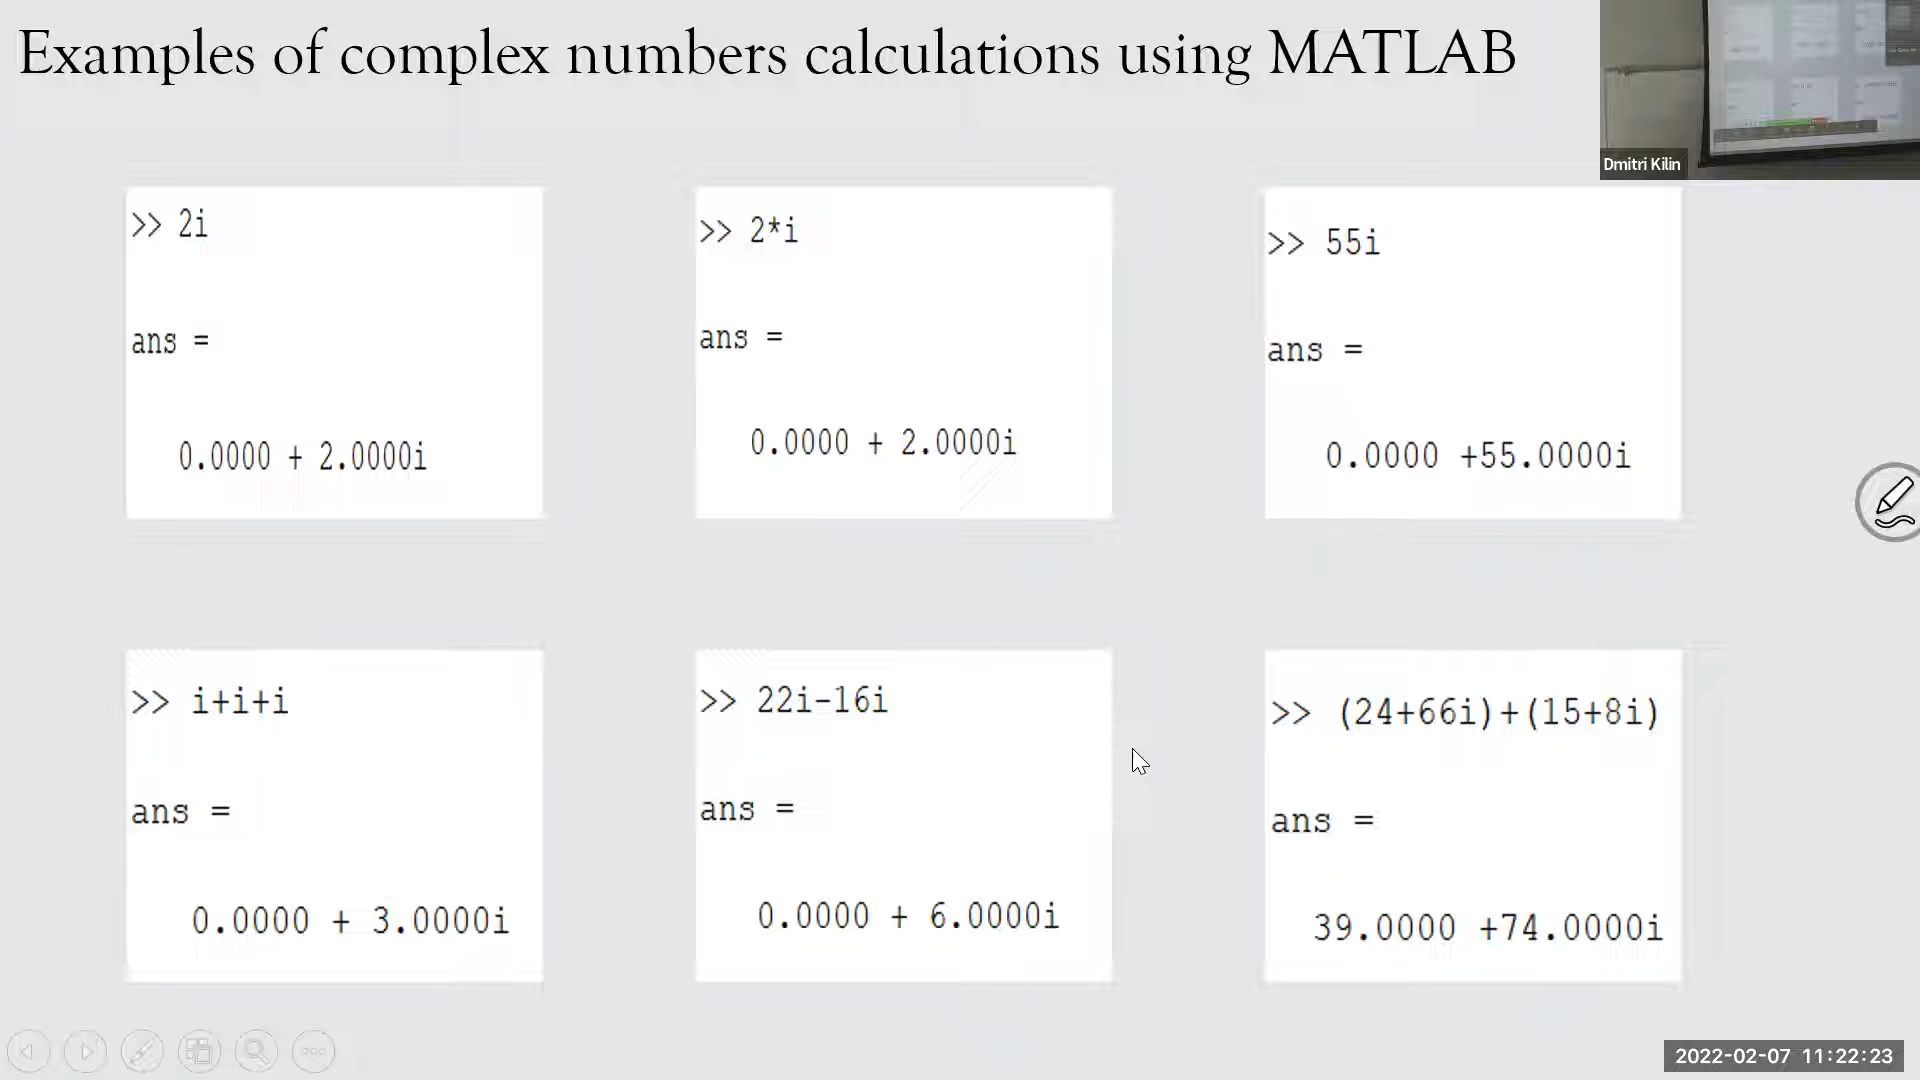 Examples of complex numbers calculations using MATLAB
Dmitri Kilin
>> 2i
ans =
0.0000 + 2.0000i
>> 2*i
ans =
0.0000 + 2.0000i
>> 55i
ans =
0.0000 +55.0000i
>> i+i+i
ans =
0.0000 + 3.0000i
>> 22i-16i
ans =
0.0000 + 6.0000i
>> (24+66i)+(15+8i)
ans =
39.0000 +74.0000i
2022-02-07 11:22:23